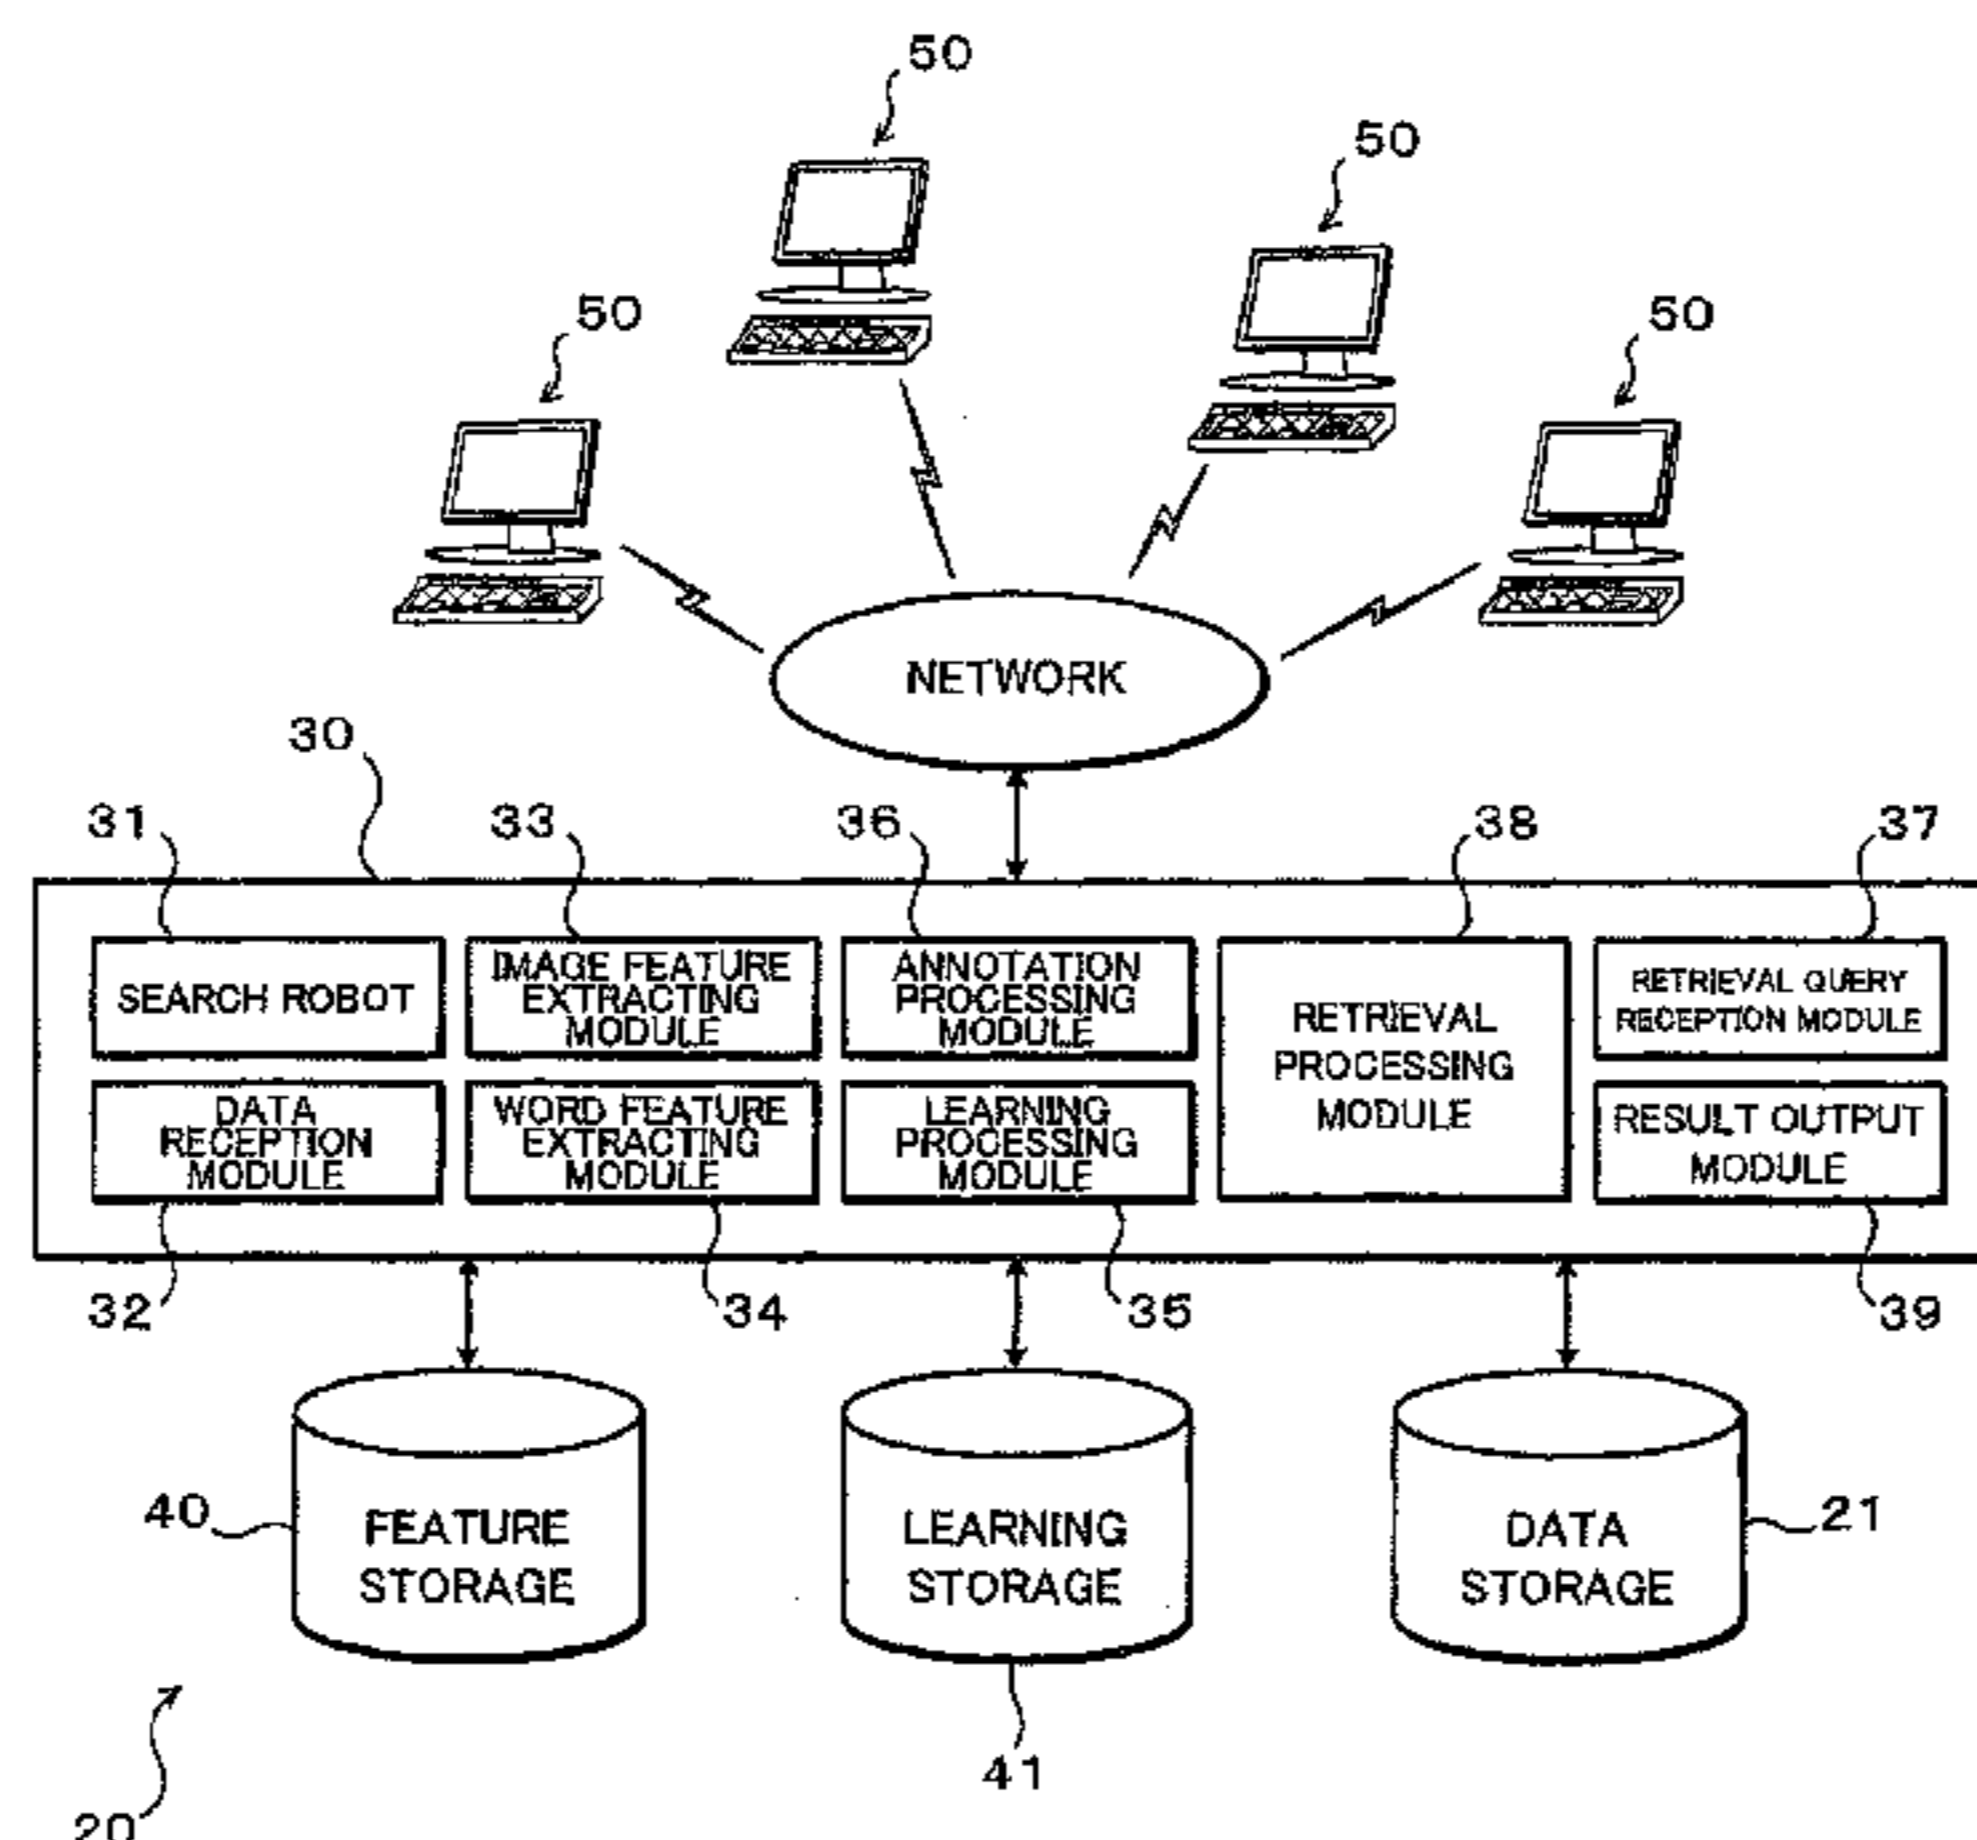 50
50
50
50
NETWORK
30
31
33
36
38
37
SEARCH ROBOT
IMAGE FEATURE
EXTRACTING
MODULE
ANNOTATION
PROCESSING
MODULE
RETRIEVAL
PROCESSING
MODULE
RETRIEVAL QUERY
RECEPTION MODULE
DATA
RECEPTION
MODULE
WORD FEATURE
EXTRACTING
MODULE
LEARNING
PROCESSING
MODULE
RESULT OUTPUT
MODULE
32
34
35
39
40
FEATURE
STORAGE
LEARNING
STORAGE
DATA
STORAGE
21
41
20